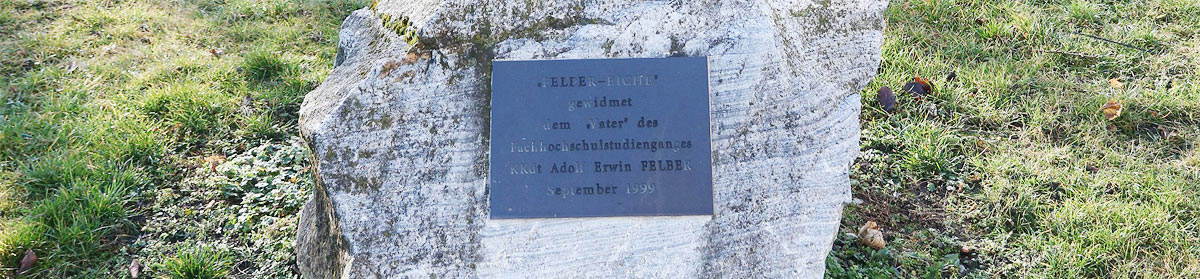 „FELBER-EICHE"
gewidmet
dem „Vater" des
Fachhochschulstudienganges
KKdt Adolf Erwin FELBER
September 1999